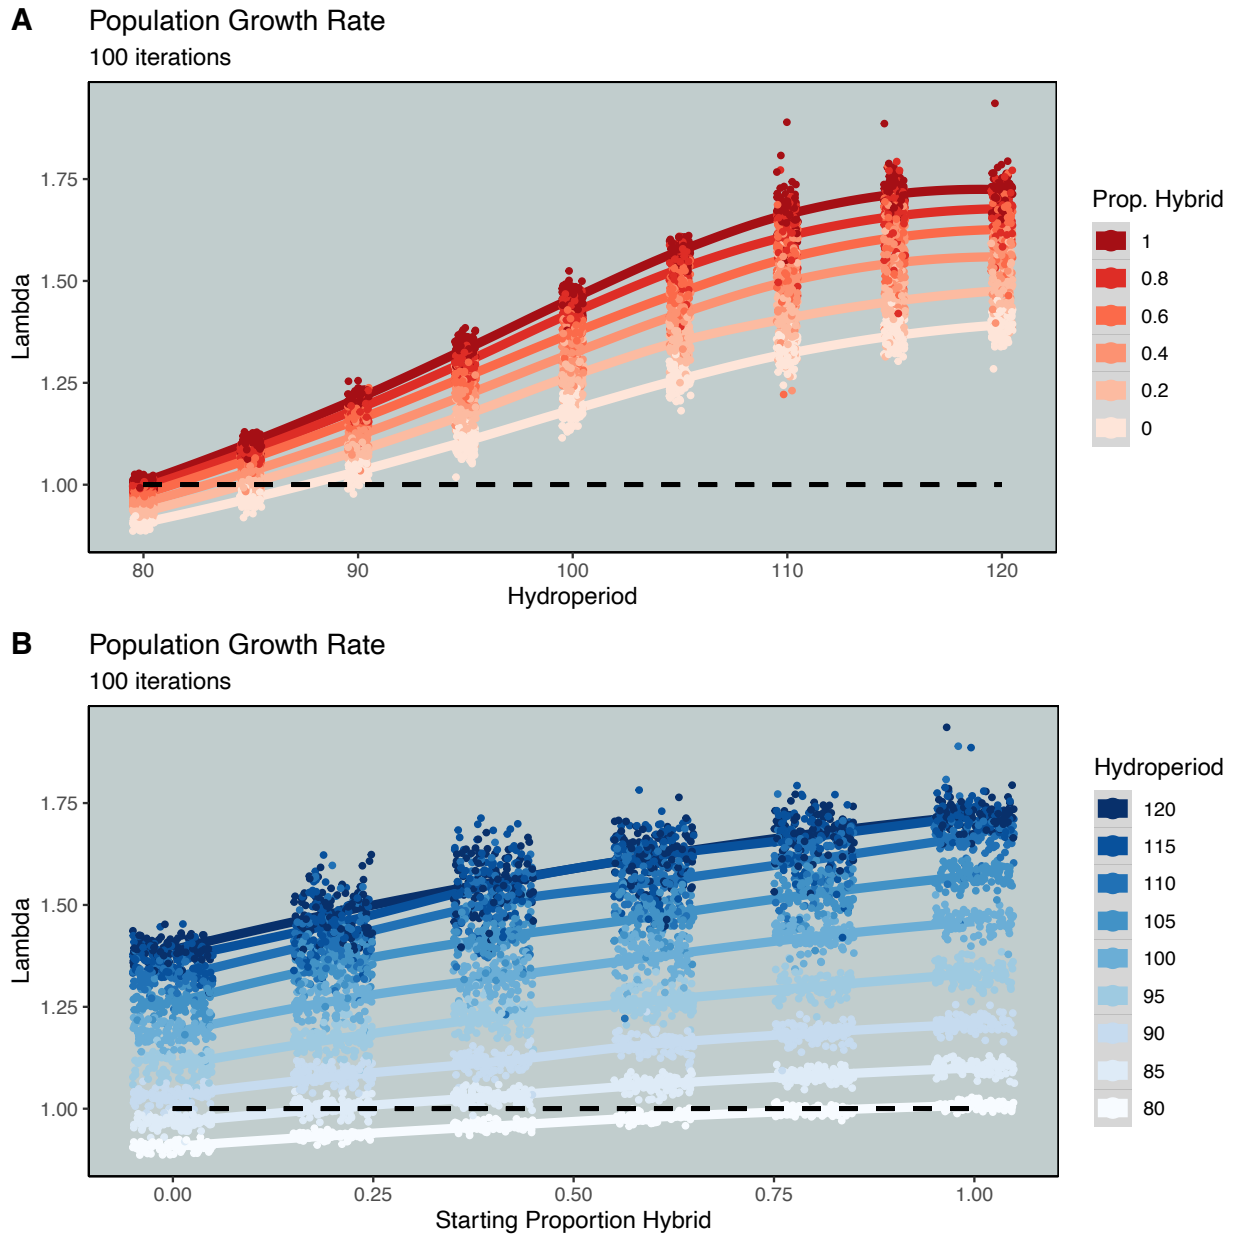 A Population Growth Rate
100 iterations
1.75
1.50
1.25
1.00
Lambda
80 90 100 110 120
Hydroperiod
Prop. Hybrid
1
0.8
0.6
0.4
0.2
0
B Population Growth Rate
100 iterations
1.75
1.50
1.25
1.00
Lambda
0.00 0.25 0.50 0.75 1.00
Starting Proportion Hybrid
Hydroperiod
120
115
110
105
100
95
90
85
80